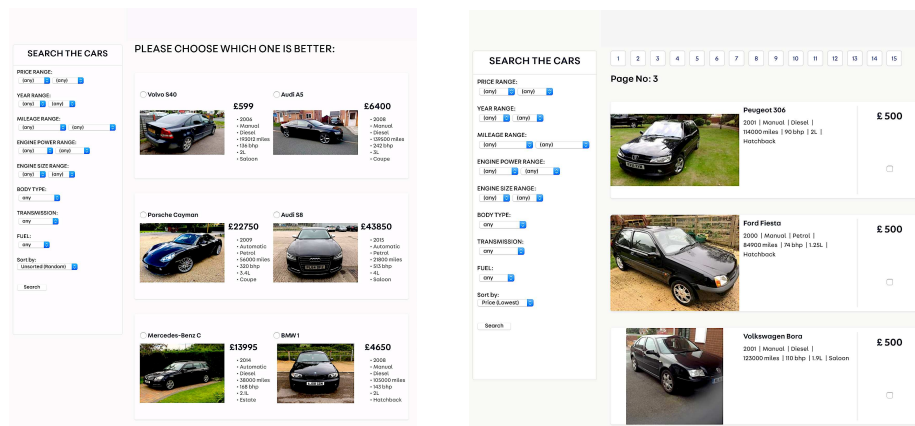 SEARCH THE CARS
PRICE RANGE:
(any) (any)
YEAR RANGE:
(any) (any)
MILEAGE RANGE:
(any) (any)
ENGINE POWER RANGE:
(any) (any)
ENGINE SIZE RANGE:
(any) (any)
BODY TYPE:
any
TRANSMISSION:
any
FUEL:
any
Sort by:
Unsorted (Random)
Search
PLEASE CHOOSE WHICH ONE IS BETTER:
Volvo S40
£599
• 2006
• Manual
• Diesel
• 195012 miles
• 136 bhp
• 2L
• Saloon
Audi A5
£6400
• 2008
• Manual
• Diesel
• 139500 miles
• 242 bhp
• 3L
• Coupe
Porsche Cayman
£22750
• 2009
• Automatic
• Petrol
• 56000 miles
• 320 bhp
• 3.4L
• Coupe
Audi S8
£43850
• 2015
• Automatic
• Petrol
• 21800 miles
• 513 bhp
• 4L
• Saloon
Mercedes-Benz C
£13995
• 2014
• Automatic
• Diesel
• 38000 miles
• 168 bhp
• 2.1L
• Estate
BMW 1
£4650
• 2008
• Manual
• Diesel
• 105000 miles
• 143 bhp
• 2L
• Hatchback
SEARCH THE CARS
PRICE RANGE:
(any) (any)
YEAR RANGE:
(any) (any)
MILEAGE RANGE:
(any) (any)
ENGINE POWER RANGE:
(any) (any)
ENGINE SIZE RANGE:
(any) (any)
BODY TYPE:
any
TRANSMISSION:
any
FUEL:
any
Sort by:
Price (Lowest)
Search
1 2 3 4 5 6 7 8 9 10 11 12 13 14 15
Page No: 3
Peugeot 306
2001 | Manual | Diesel |
114000 miles | 90 bhp | 2L |
Hatchback
£ 500
Ford Fiesta
2000 | Manual | Petrol |
84900 miles | 74 bhp | 1.25L |
Hatchback
£ 500
Volkswagen Bora
2001 | Manual | Diesel |
123000 miles | 110 bhp | 1.9L | Saloon
£ 500